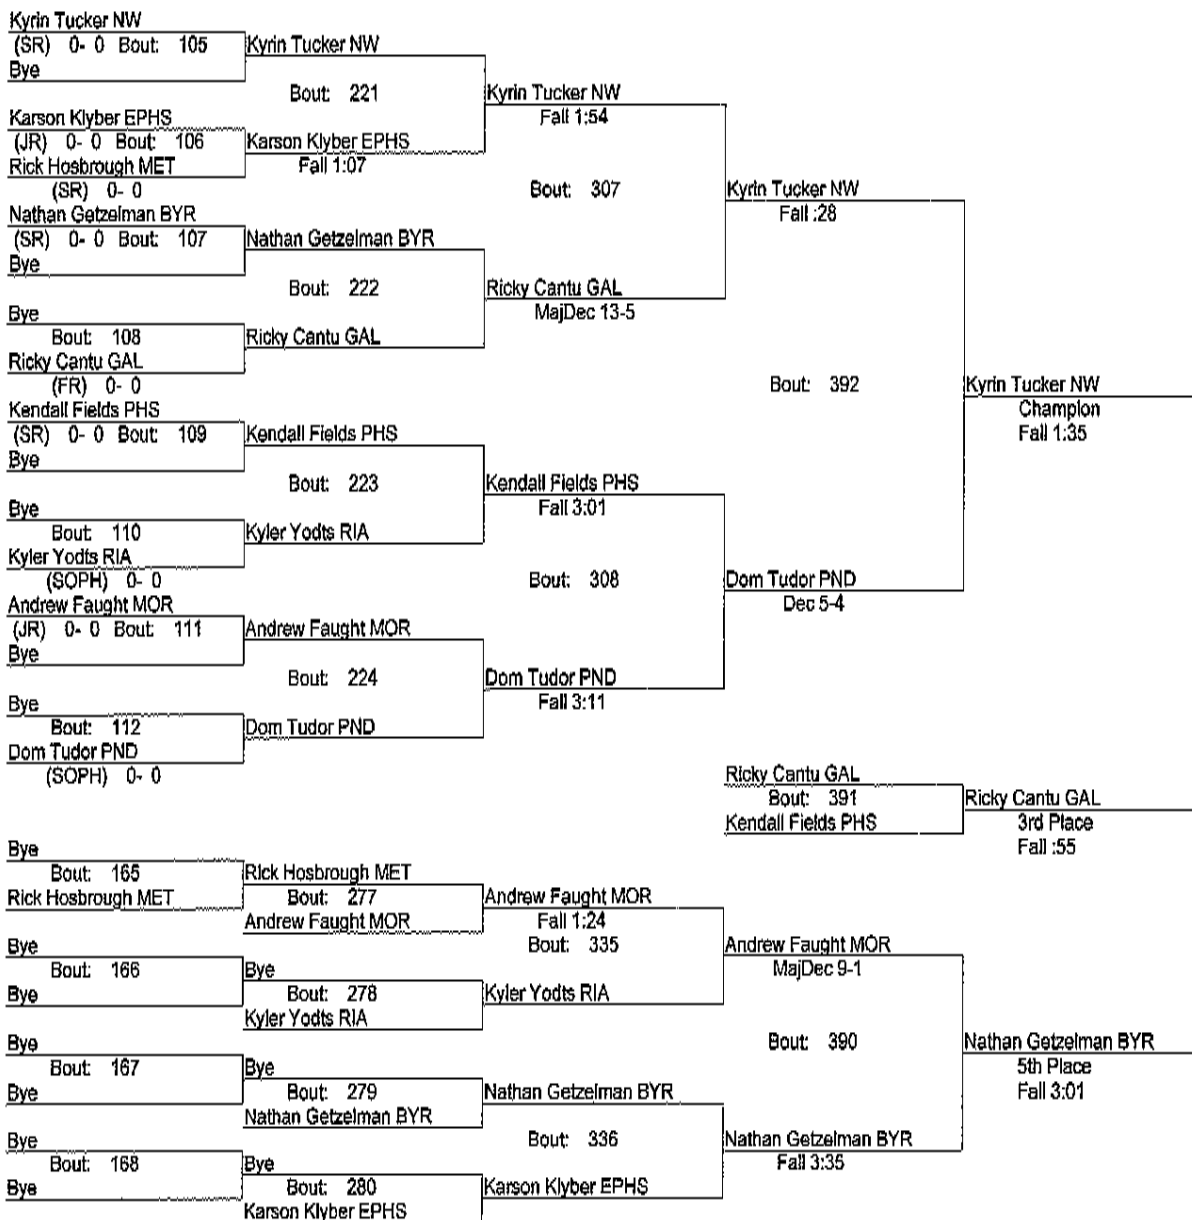 Kyrin Tucker NW
(SR) 0- 0 Bout: 105
Bye
Kyrin Tucker NW
Bout: 221
Karson Klyber EPHS
(JR) 0- 0 Bout: 106
Rick Hosbrough MET
(SR) 0- 0
Karson Klyber EPHS
Fall 1:07
Kyrin Tucker NW
Fall 1:54
Bout: 307
Nathan Getzelman BYR
(SR) 0- 0 Bout: 107
Bye
Nathan Getzelman BYR
Bout: 222
Bye
Bout: 108
Ricky Cantu GAL
(FR) 0- 0
Ricky Cantu GAL
Ricky Cantu GAL
MajDec 13-5
Kyrin Tucker NW
Fall :28
Bout: 392
Kendall Fields PHS
(SR) 0- 0 Bout: 109
Bye
Kendall Fields PHS
Bout: 223
Bye
Bout: 110
Kyler Yodts RIA
(SOPH) 0- 0
Kyler Yodts RIA
Kendall Fields PHS
Fall 3:01
Bout: 308
Andrew Faught MOR
(JR) 0- 0 Bout: 111
Bye
Andrew Faught MOR
Bout: 224
Bye
Bout: 112
Dom Tudor PND
(SOPH) 0- 0
Dom Tudor PND
Dom Tudor PND
Fall 3:11
Dom Tudor PND
Dec 5-4
Kyrin Tucker NW
Champion
Fall 1:35
Ricky Cantu GAL
Bout: 391
Kendall Fields PHS
Ricky Cantu GAL
3rd Place
Fall :55
Bye
Bout: 165
Rick Hosbrough MET
Rick Hosbrough MET
Bout: 277
Andrew Faught MOR
Andrew Faught MOR
Fall 1:24
Bout: 335
Bye
Bout: 166
Bye
Bye
Bout: 278
Kyler Yodts RIA
Kyler Yodts RIA
Andrew Faught MOR
MajDec 9-1
Bout: 390
Bye
Bout: 167
Bye
Bye
Bout: 279
Nathan Getzelman BYR
Nathan Getzelman BYR
Bout: 336
Bye
Bout: 168
Bye
Bye
Bout: 280
Karson Klyber EPHS
Karson Klyber EPHS
Nathan Getzelman BYR
Fall 3:35
Nathan Getzelman BYR
5th Place
Fall 3:01